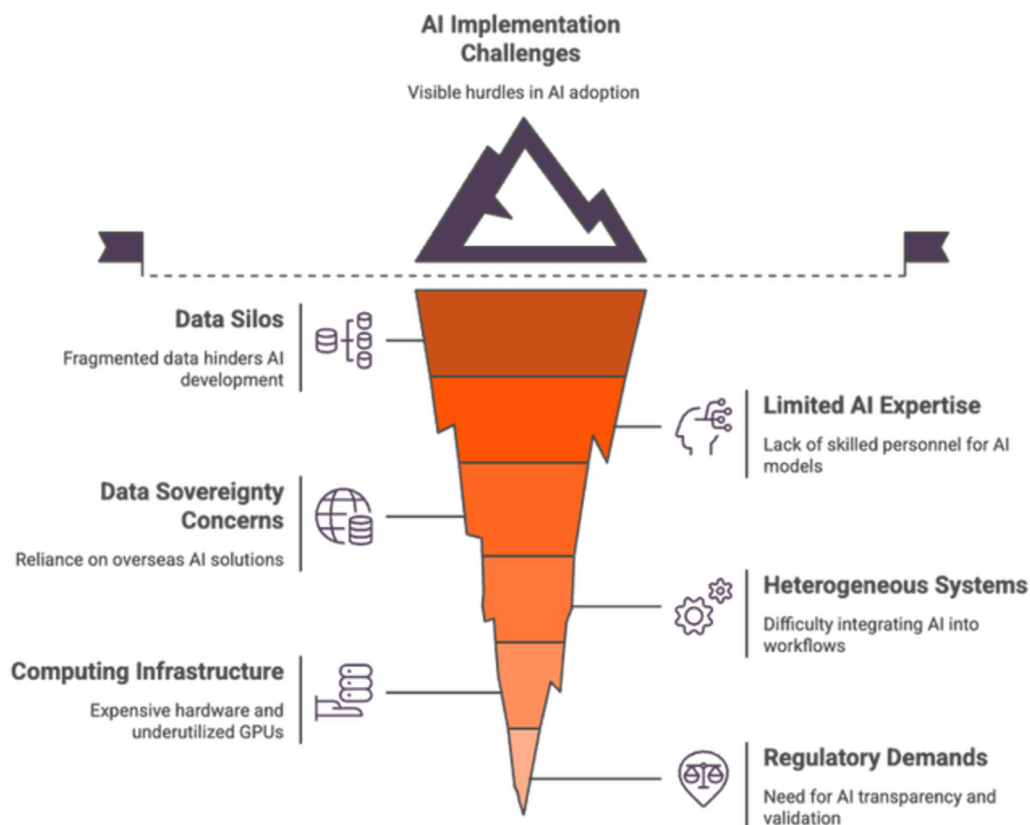 AI Implementation
Challenges
Visible hurdles in AI adoption
Data Silos
Fragmented data hinders AI
development
Limited AI Expertise
Lack of skilled personnel for AI
models
Data Sovereignty
Concerns
Reliance on overseas AI solutions
Heterogeneous Systems
Difficulty integrating AI into
workflows
Computing Infrastructure
Expensive hardware and
underutilized GPUs
Regulatory Demands
Need for AI transparency and
validation